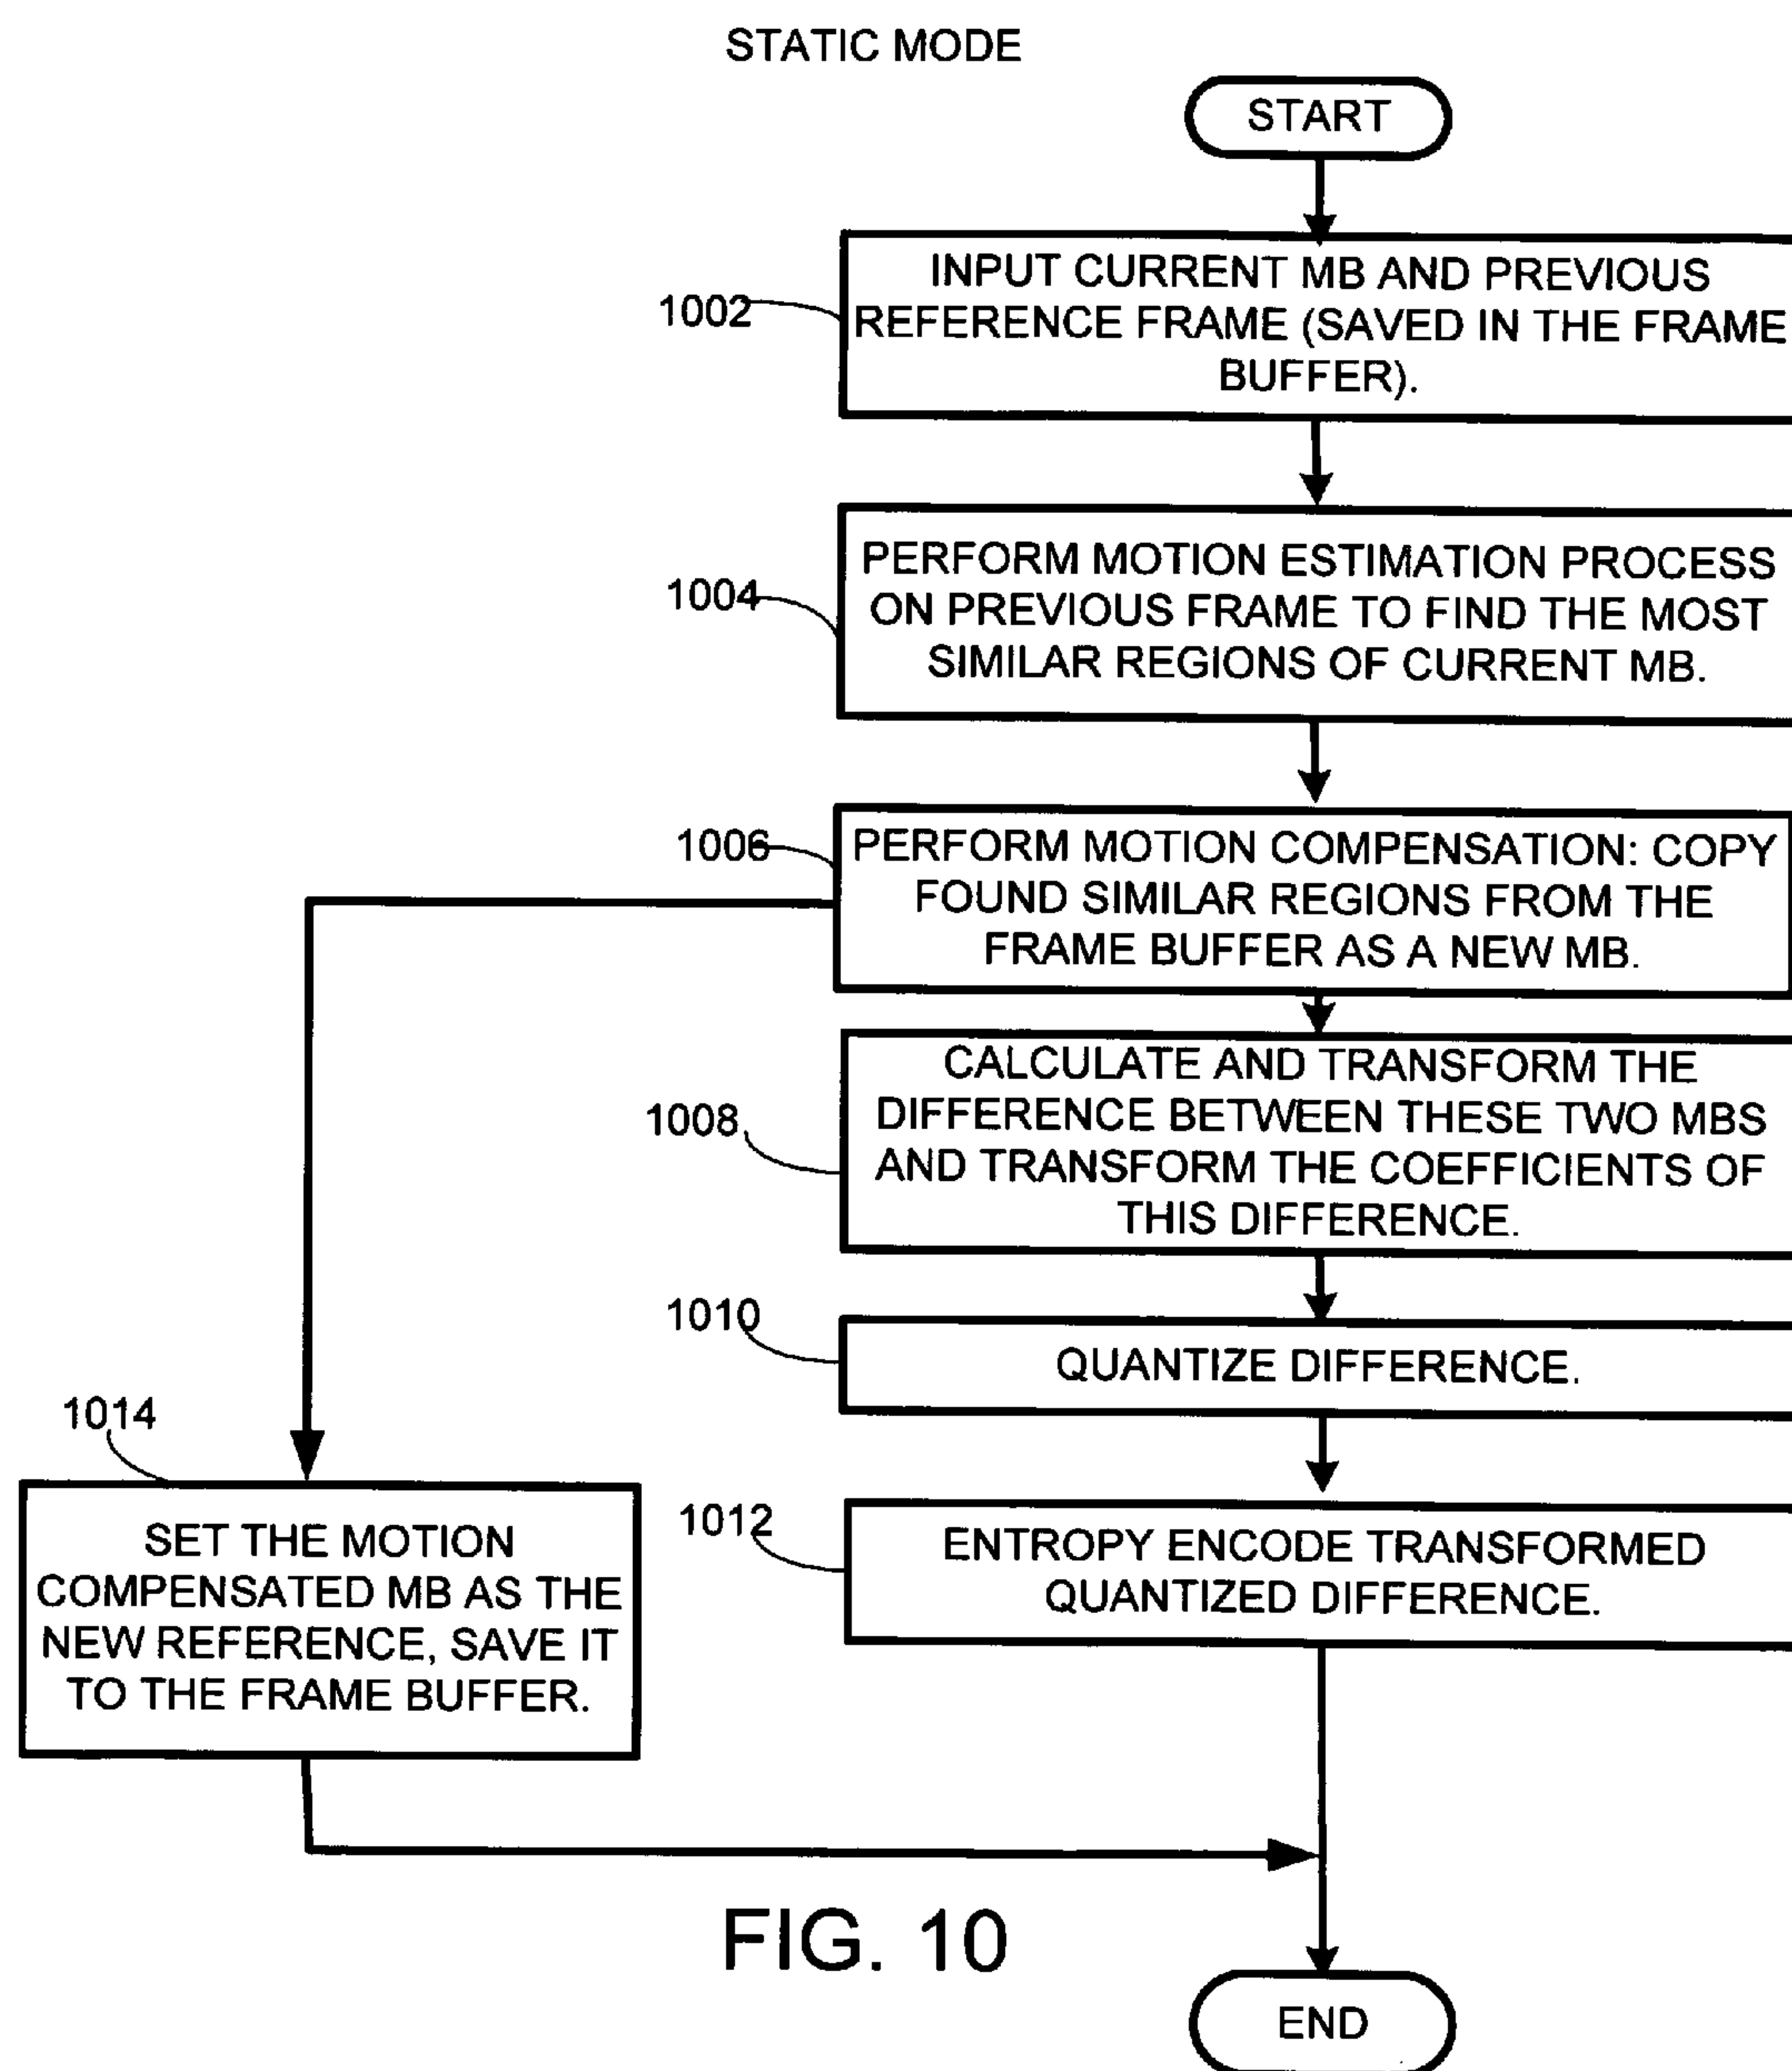 STATIC MODE
START
1002
INPUT CURRENT MB AND PREVIOUS
REFERENCE FRAME (SAVED IN THE FRAME
BUFFER).
1004
PERFORM MOTION ESTIMATION PROCESS
ON PREVIOUS FRAME TO FIND THE MOST
SIMILAR REGIONS OF CURRENT MB.
1006
PERFORM MOTION COMPENSATION: COPY
FOUND SIMILAR REGIONS FROM THE
FRAME BUFFER AS A NEW MB.
1008
CALCULATE AND TRANSFORM THE
DIFFERENCE BETWEEN THESE TWO MBS
AND TRANSFORM THE COEFFICIENTS OF
THIS DIFFERENCE.
1010
QUANTIZE DIFFERENCE.
1012
ENTROPY ENCODE TRANSFORMED
QUANTIZED DIFFERENCE.
1014
SET THE MOTION
COMPENSATED MB AS THE
NEW REFERENCE, SAVE IT
TO THE FRAME BUFFER.
FIG. 10
END